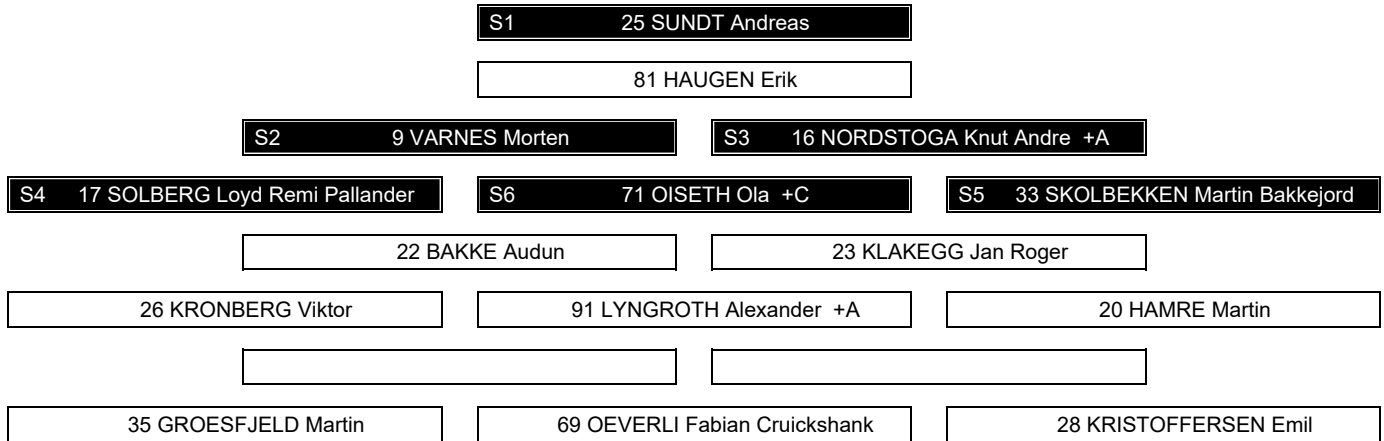 S1 25 SUNDT Andreas
81 HAUGEN Erik
S2 9 VARNES Morten S3 16 NORDSTOGA Knut Andre +A
S4 17 SOLBERG Loyd Remi Pallander S6 71 OISETH Ola +C S5 33 SKOLBEKKEN Martin Bakkejord
22 BAKKE Audun 23 KLAKEGG Jan Roger
26 KRONBERG Viktor 91 LYNGROTH Alexander +A 20 HAMRE Martin
35 GROESFJELD Martin 69 OEVERLI Fabian Cruickshank 28 KRISTOFFERSEN Emil